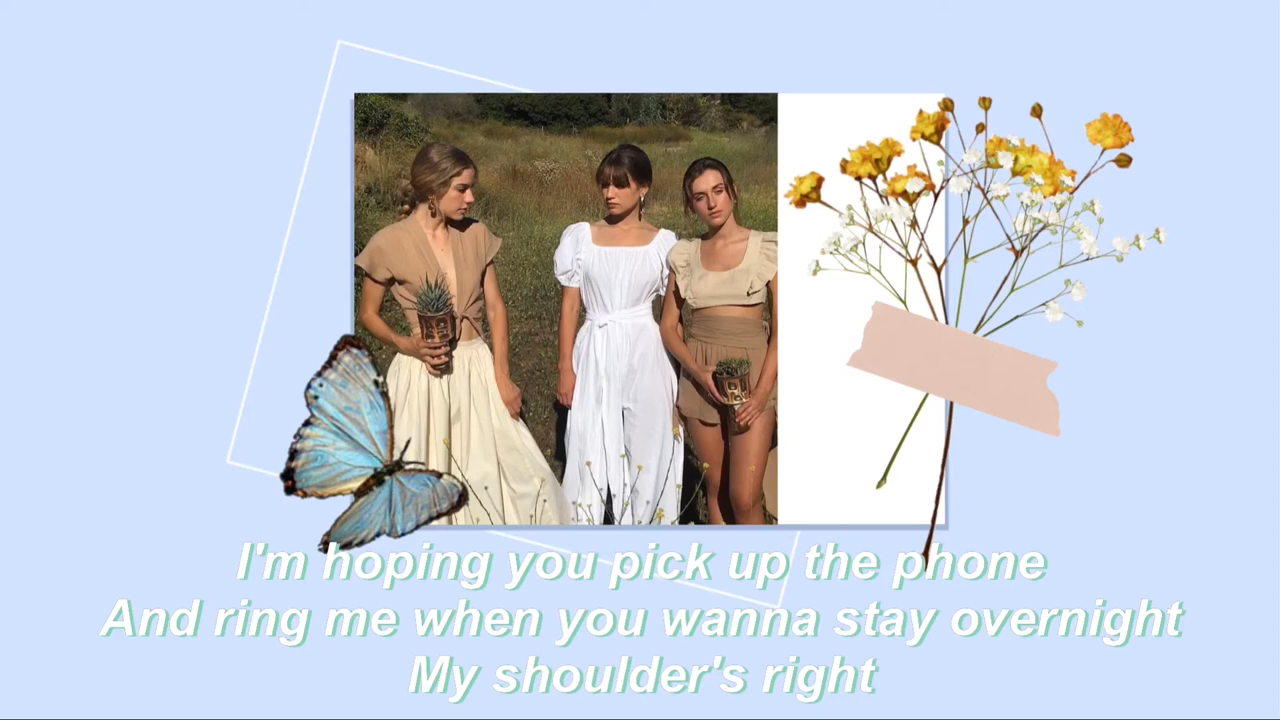 I'm hoping you pick up the phone
And ring me when you wanna stay overnight
My shoulder's right